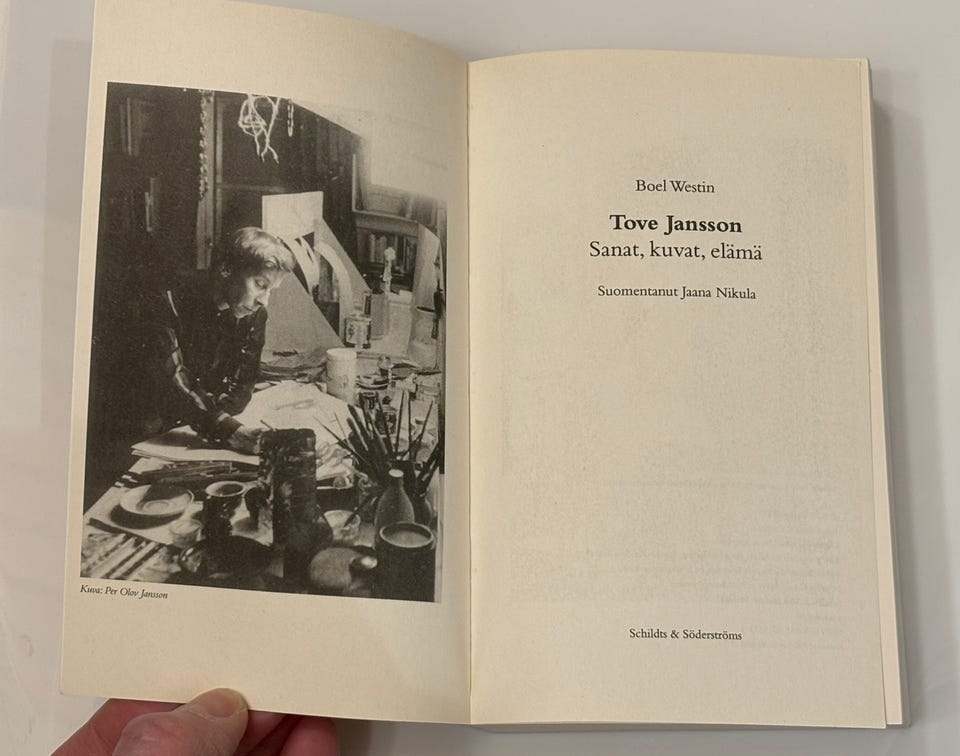 Kuva: Per Olov Jansson
Boel Westin
Tove Jansson
Sanat, kuvat, elämä
Suomentanut Jaana Nikula
Schildts & Söderströms